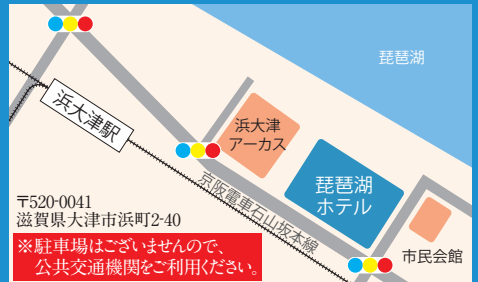 琵琶湖
浜大津駅
浜大津
アーカス
琵琶湖
ホテル
京阪電車石山坂本線
市民会館
〒520-0041
滋賀県大津市浜町2-40
※駐車場はございませんので、
公共交通機関をご利用ください。